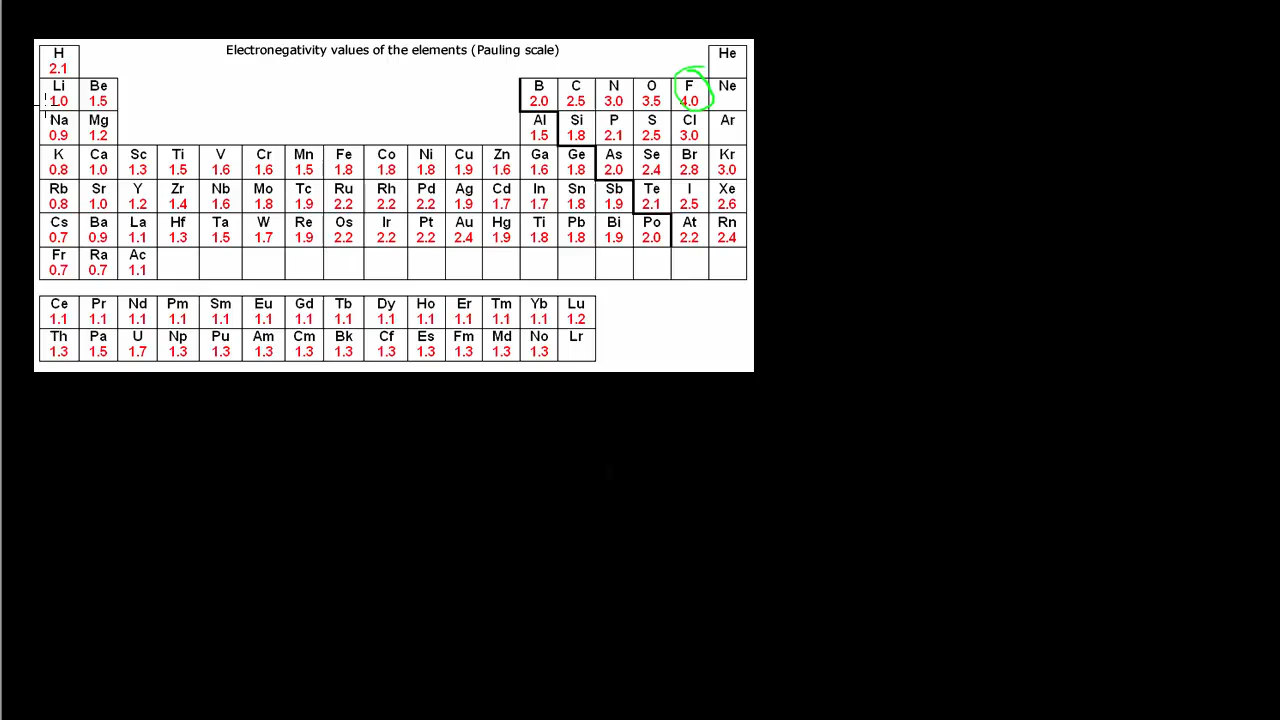 Electronegativity values of the elements (Pauling scale)
H He
2.1
Li Be B C N O F Ne
1.0 1.5 2.0 2.5 3.0 3.5 4.0
Na Mg Al Si P S Cl Ar
0.9 1.2 1.5 1.8 2.1 2.5 3.0
K Ca Sc Ti V Cr Mn Fe Co Ni Cu Zn Ga Ge As Se Br Kr
0.8 1.0 1.3 1.5 1.6 1.6 1.5 1.8 1.8 1.8 1.9 1.6 1.6 1.8 2.0 2.4 2.8 3.0
Rb Sr Y Zr Nb Mo Tc Ru Rh Pd Ag Cd In Sn Sb Te I Xe
0.8 1.0 1.2 1.4 1.6 1.8 1.9 2.2 2.2 2.2 1.9 1.7 1.7 1.8 1.9 2.1 2.5 2.6
Cs Ba La Hf Ta W Re Os Ir Pt Au Hg Ti Pb Bi Po At Rn
0.7 0.9 1.1 1.3 1.5 1.7 1.9 2.2 2.2 2.2 2.4 1.9 1.8 1.8 1.9 2.0 2.2 2.4
Fr Ra Ac
0.7 0.7 1.1
Ce Pr Nd Pm Sm Eu Gd Tb Dy Ho Er Tm Yb Lu
1.1 1.1 1.1 1.1 1.1 1.1 1.1 1.1 1.1 1.1 1.1 1.1 1.1 1.2
Th Pa U Np Pu Am Cm Bk Cf Es Fm Md No Lr
1.3 1.5 1.7 1.3 1.3 1.3 1.3 1.3 1.3 1.3 1.3 1.3 1.3